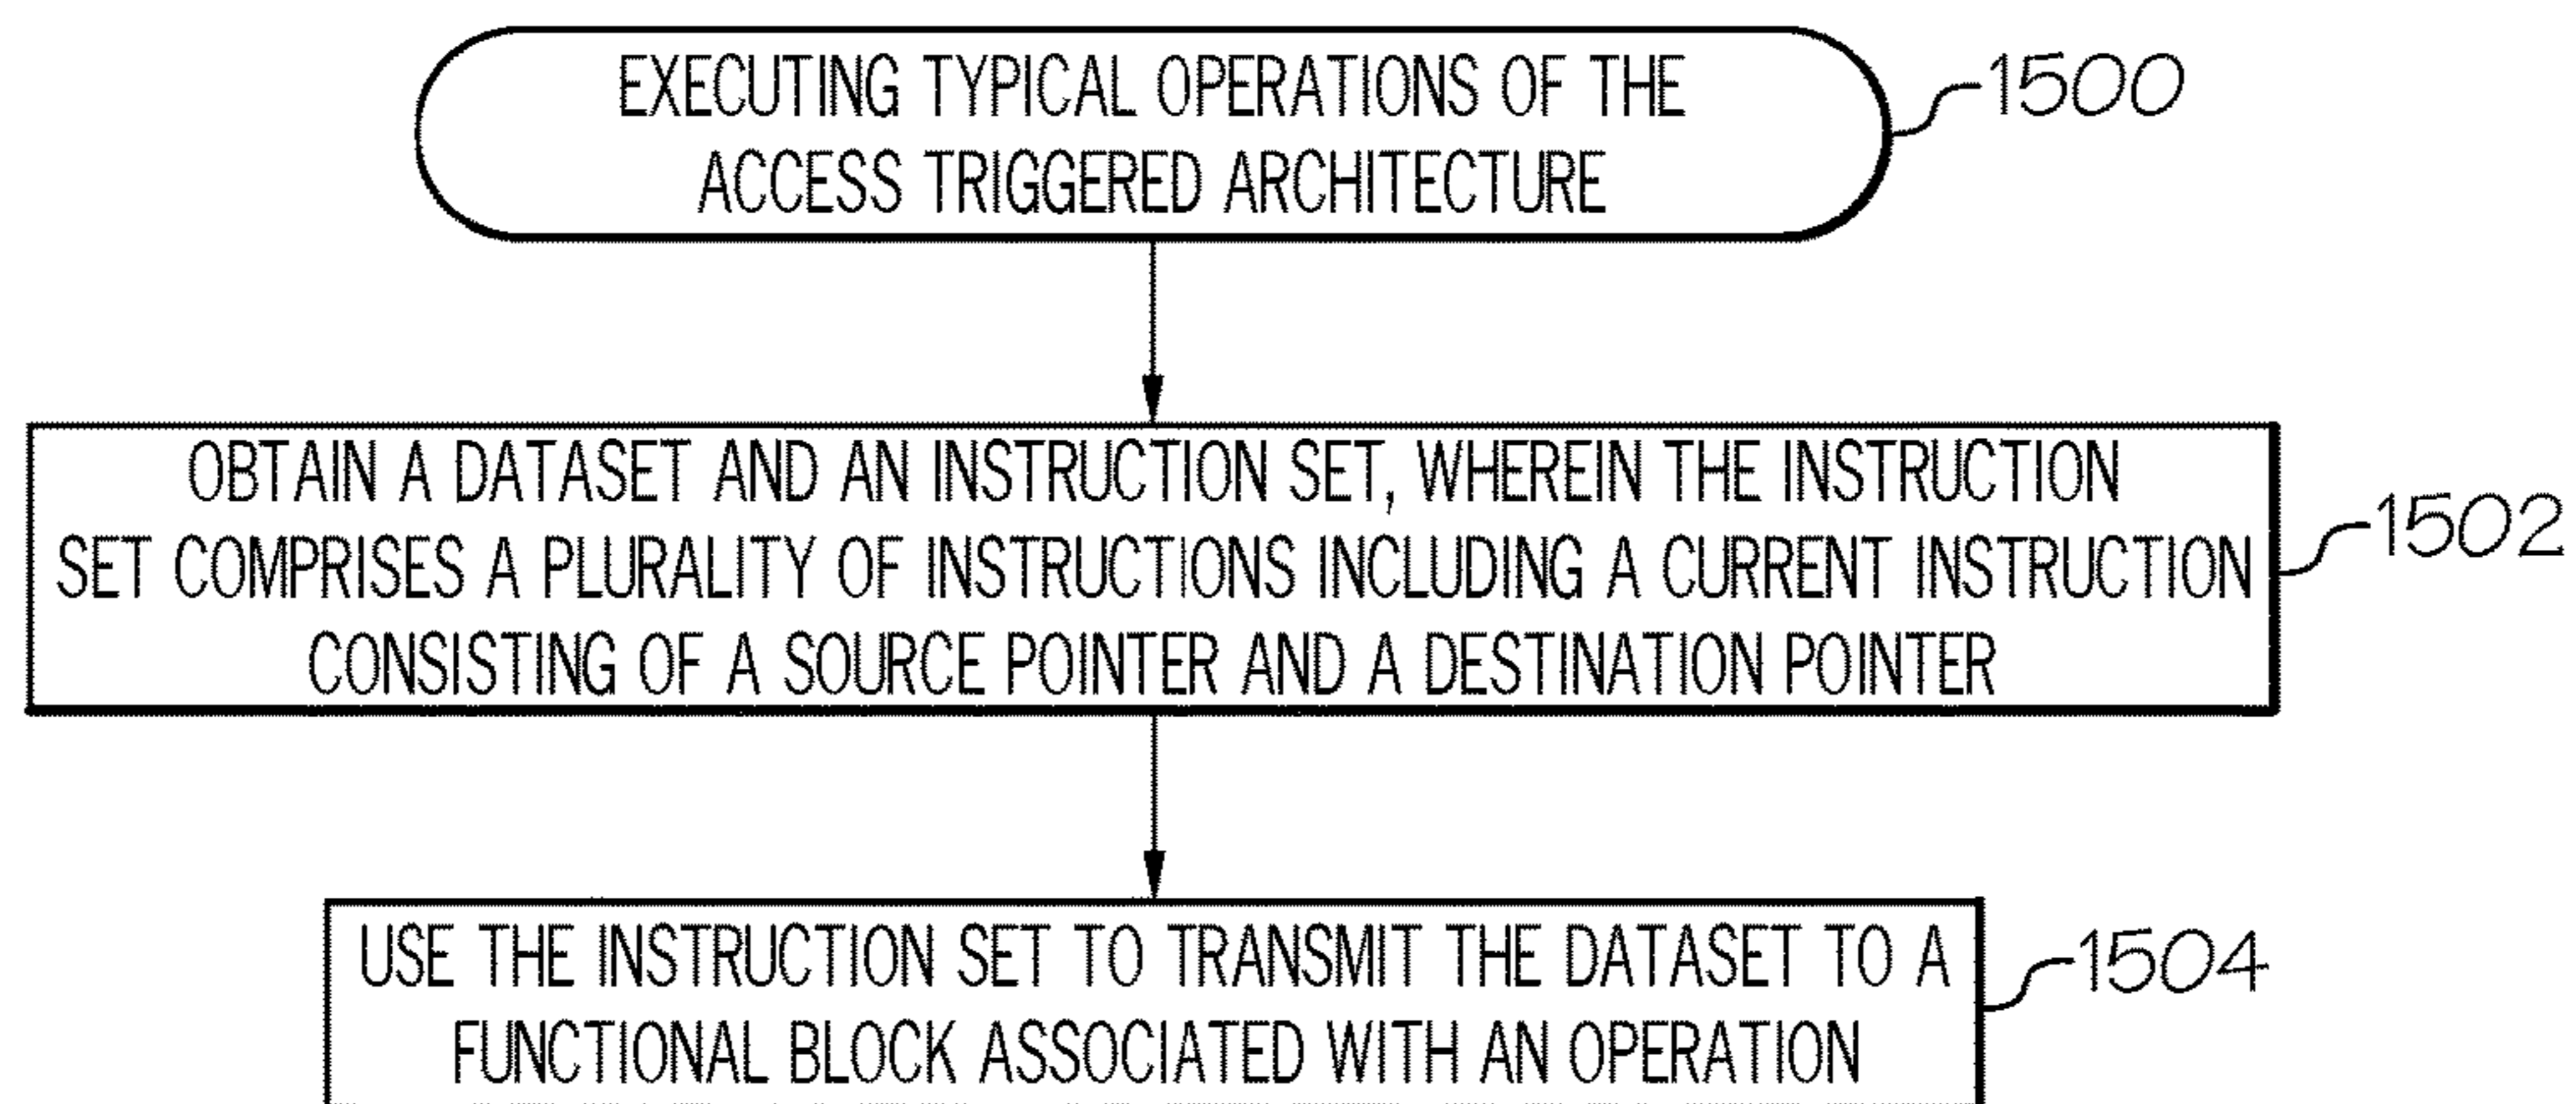 EXECUTING TYPICAL OPERATIONS OF THE
ACCESS TRIGGERED ARCHITECTURE
1500
OBTAIN A DATASET AND AN INSTRUCTION SET, WHEREIN THE INSTRUCTION
SET COMPRISES A PLURALITY OF INSTRUCTIONS INCLUDING A CURRENT INSTRUCTION
CONSISTING OF A SOURCE POINTER AND A DESTINATION POINTER
1502
USE THE INSTRUCTION SET TO TRANSMIT THE DATASET TO A
FUNCTIONAL BLOCK ASSOCIATED WITH AN OPERATION
1504